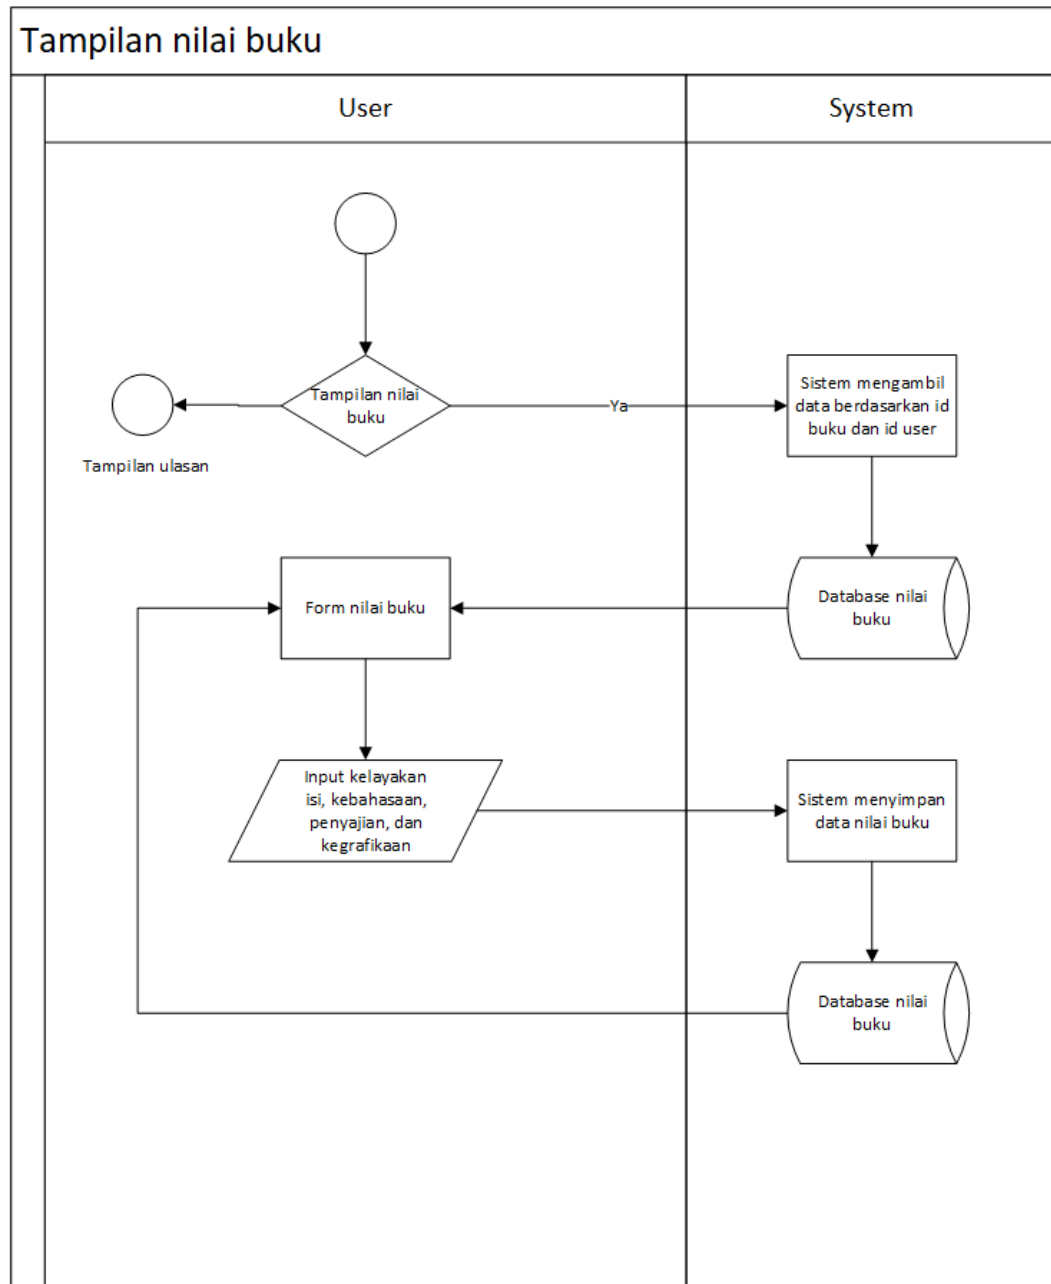 Tampilan nilai buku
User
System
Tampilan nilai
buku
Ya
Sistem mengambil
data berdasarkan id
buku dan id user
Tampilan ulasan
Form nilai buku
Database nilai
buku
Input kelayakan
isi, kebahasaan,
penyajian, dan
kegrafikaan
Sistem menyimpan
data nilai buku
Database nilai
buku